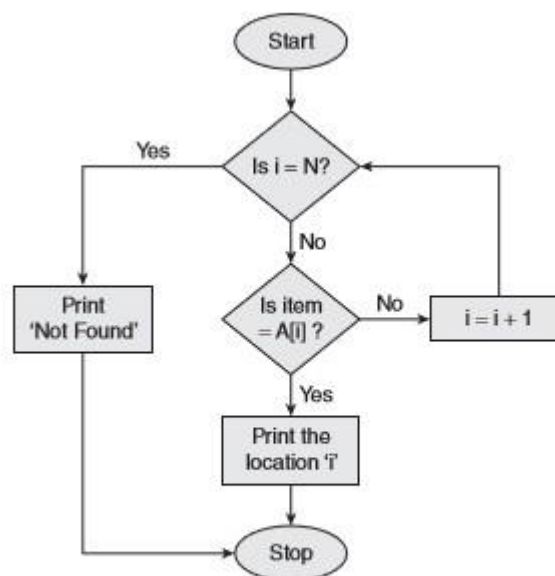 Start
Yes
Is i = N?
No
Print
‘Not Found’
Is item
= A[i] ?
No
i = i + 1
Yes
Print the
location ‘i’
Stop